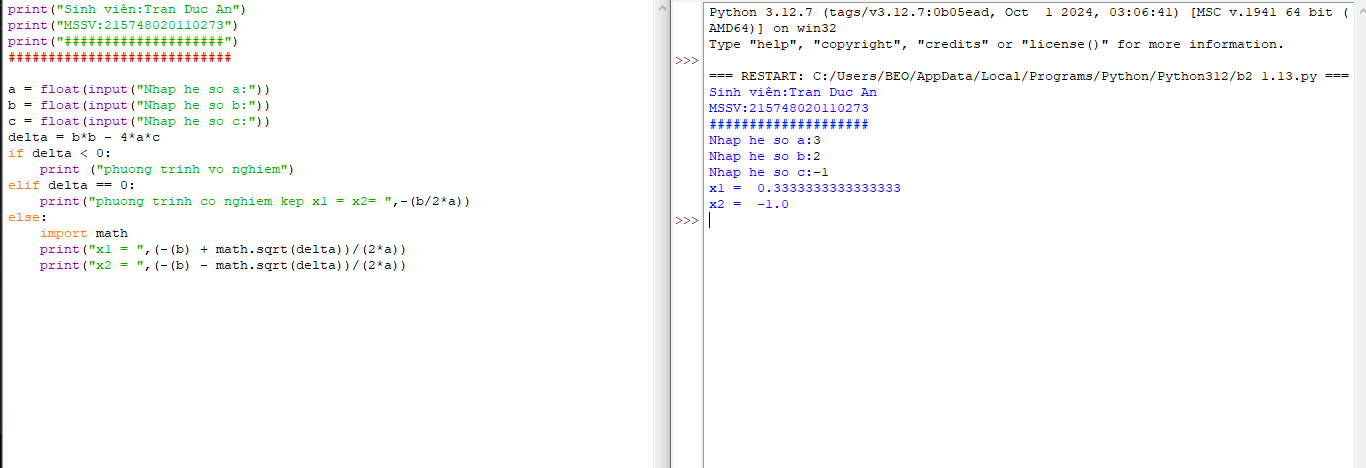 print("Sinh viên:Tran Duc An")
print("MSSV:215748020110273")
print("####################")
############################
a = float(input("Nhap he so a:"))
b = float(input("Nhap he so b:"))
c = float(input("Nhap he so c:"))
delta = b*b - 4*a*c
if delta < 0:
    print ("phuong trinh vo nghiem")
elif delta == 0:
    print("phuong trinh co nghiem kep x1 = x2= ",-(b/2*a))
else:
    import math
    print("x1 = ",(-(b) + math.sqrt(delta))/(2*a))
    print("x2 = ",(-(b) - math.sqrt(delta))/(2*a))
Python 3.12.7 (tags/v3.12.7:0b05ead, Oct  1 2024, 03:06:41) [MSC v.1941 64 bit (
AMD64)] on win32
Type "help", "copyright", "credits" or "license()" for more information.
>>>
=== RESTART: C:/Users/BEO/AppData/Local/Programs/Python/Python312/b2 1.13.py ===
Sinh viên:Tran Duc An
MSSV:215748020110273
####################
Nhap he so a:3
Nhap he so b:2
Nhap he so c:-1
x1 =  0.3333333333333333
x2 =  -1.0
>>>